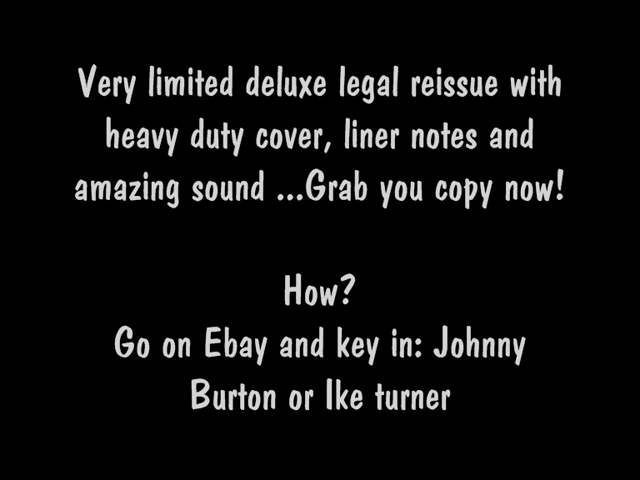 Very limited deluxe legal reissue with
heavy duty cover, liner notes and
amazing sound ...Grab you copy now!
How?
Go on Ebay and key in: Johnny
Burton or Ike turner